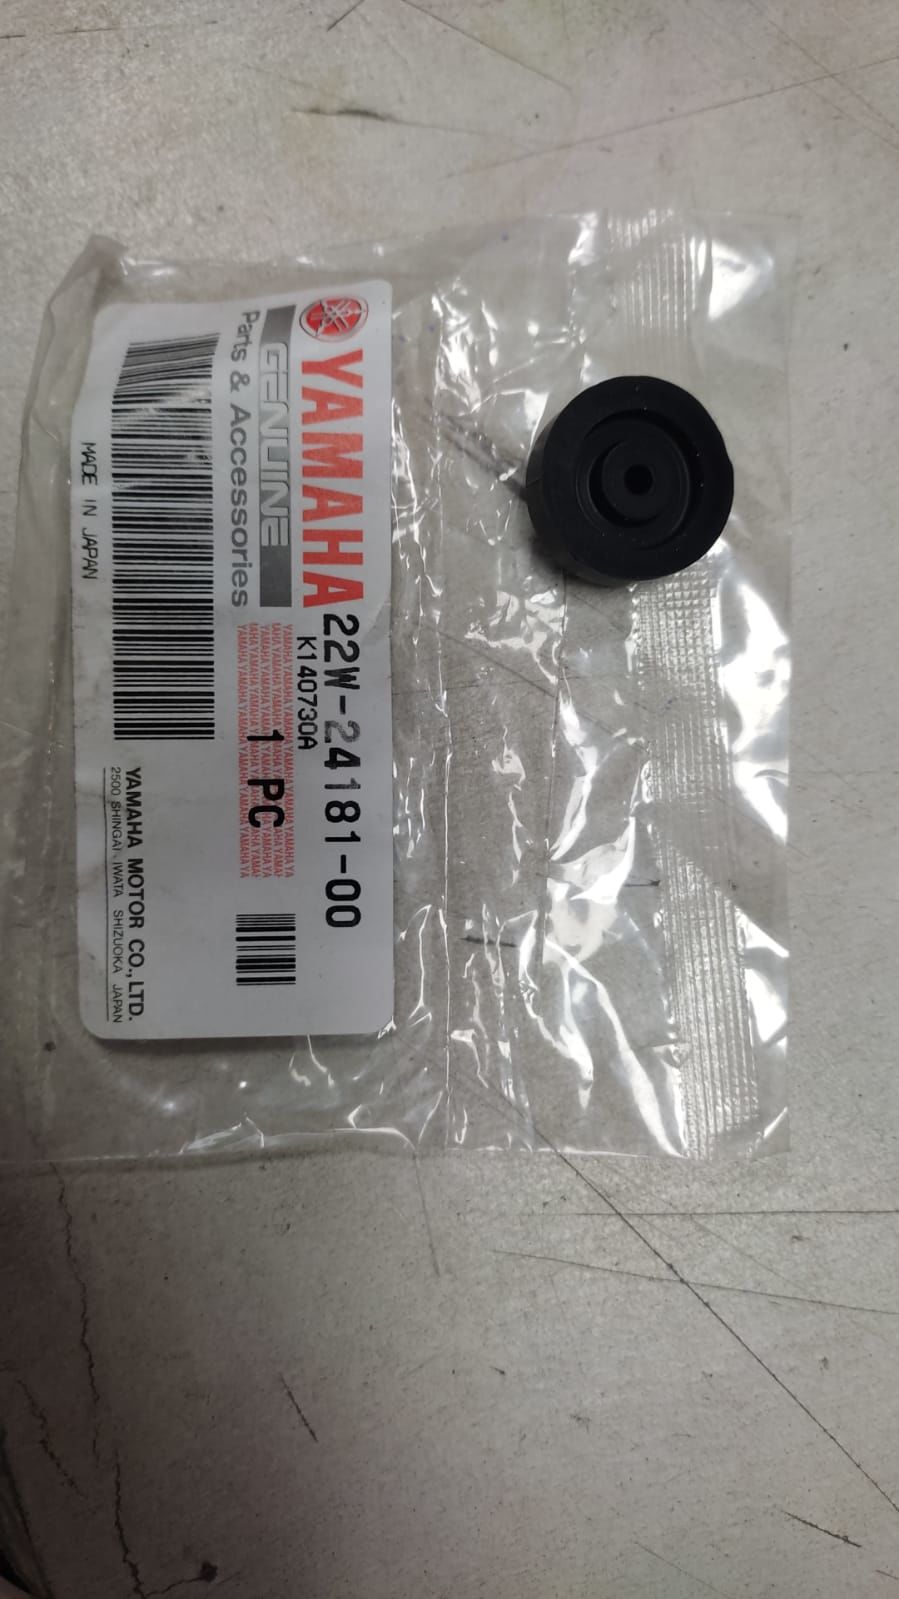 YAMAHA
GENUINE
Parts & Accessories
22W-24181-00
K140730A
1 PC
MADE IN JAPAN
YAMAHA MOTOR CO., LTD.
2500 SHINGAI IWATA SHIZUOKA JAPAN